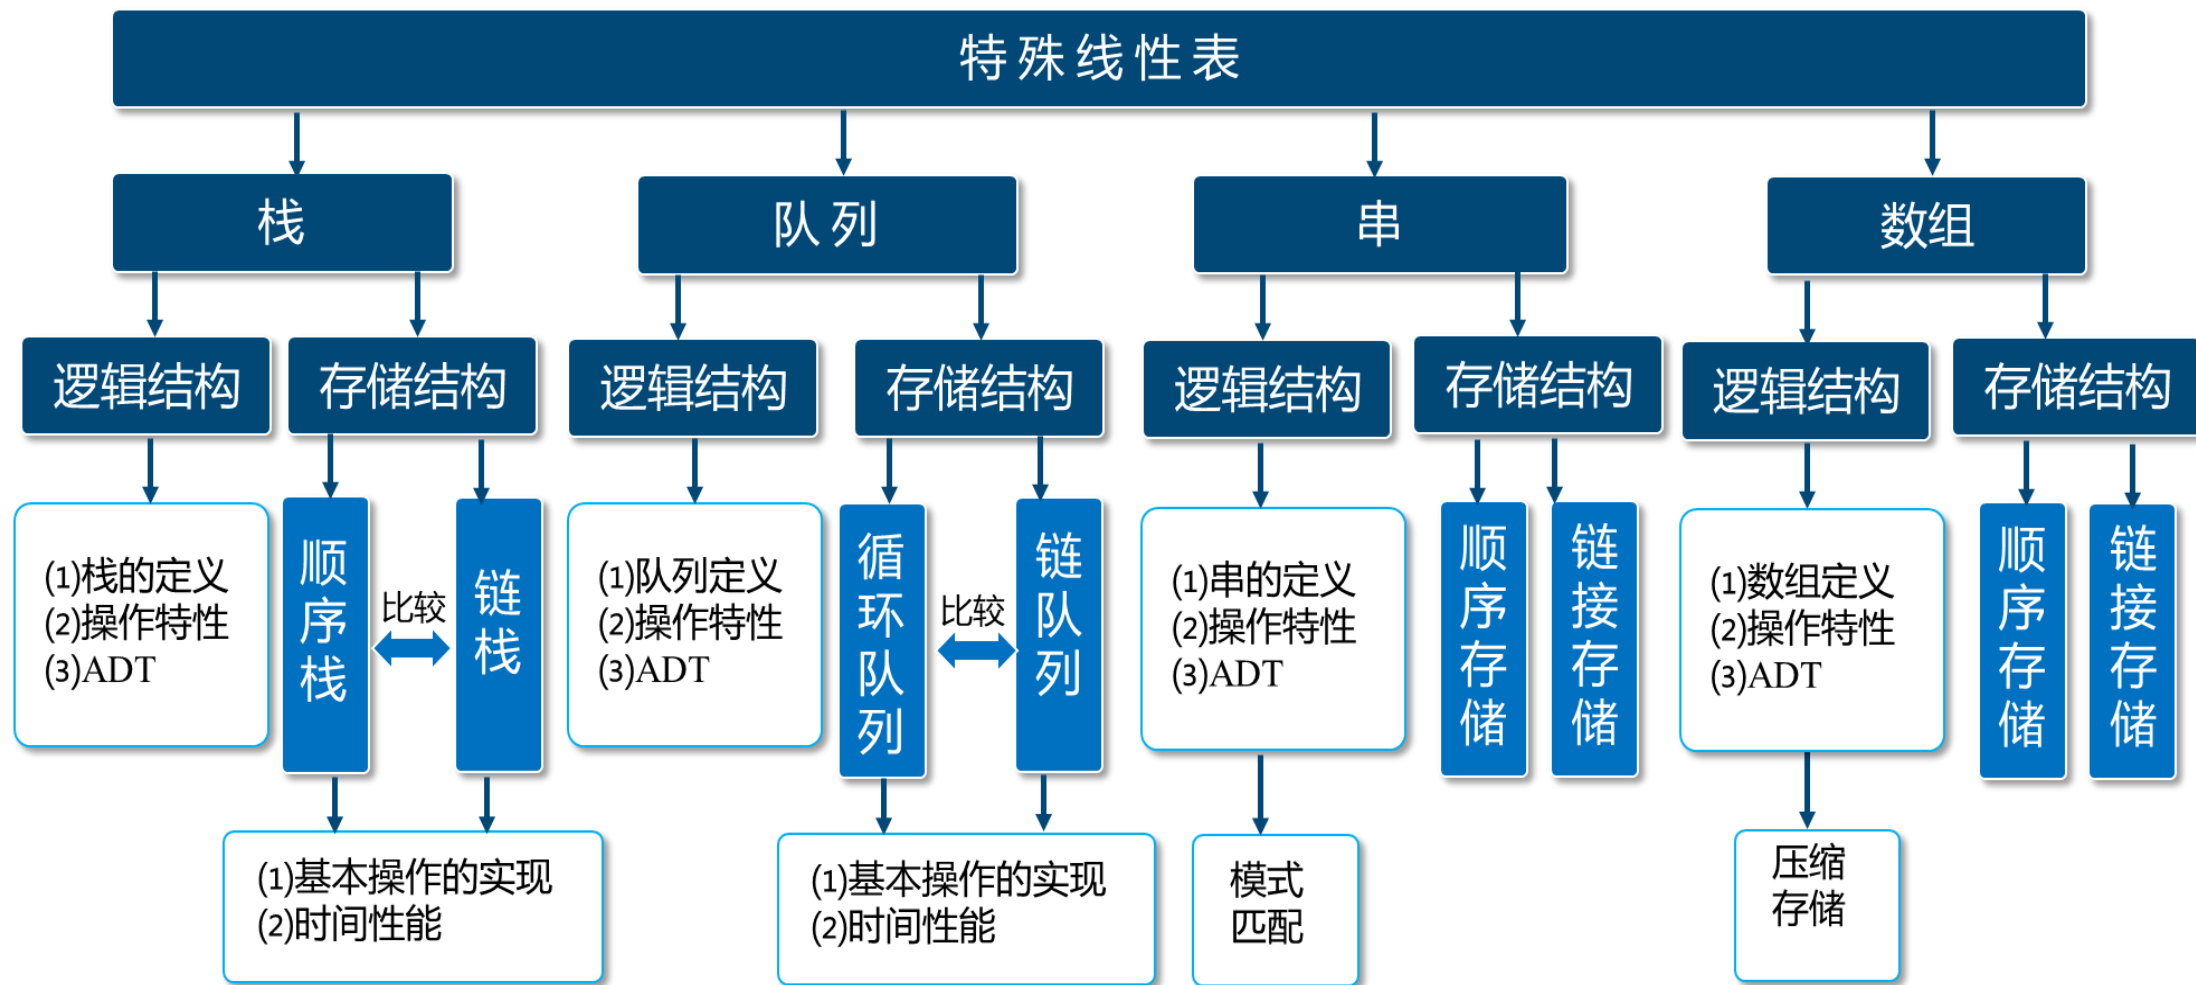 特殊线性表
栈
队列
串
数组
逻辑结构
存储结构
逻辑结构
存储结构
逻辑结构
存储结构
逻辑结构
存储结构
(1)栈的定义
(2)操作特性
(3)ADT
顺序栈
比较
链栈
(1)队列定义
(2)操作特性
(3)ADT
循环队列
比较
链队列
(1)串的定义
(2)操作特性
(3)ADT
顺序存储
链接存储
(1)数组定义
(2)操作特性
(3)ADT
顺序存储
链接存储
(1)基本操作的实现
(2)时间性能
(1)基本操作的实现
(2)时间性能
模式
匹配
压缩
存储